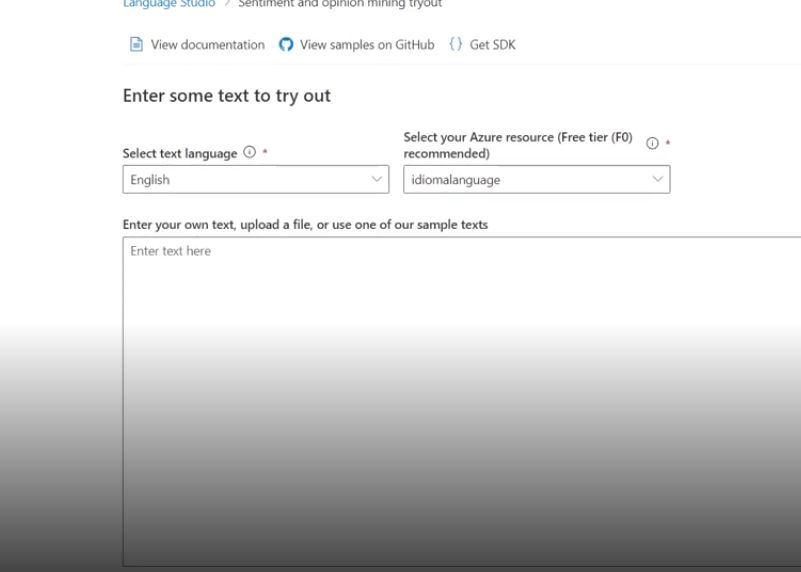 Language Studio > Sentiment and opinion mining tryout
View documentation View samples on GitHub {} Get SDK
Enter some text to try out
Select your Azure resource (Free tier (F0)
recommended) *
Select text language *
English
idiomalanguage
Enter your own text, upload a file, or use one of our sample texts
Enter text here